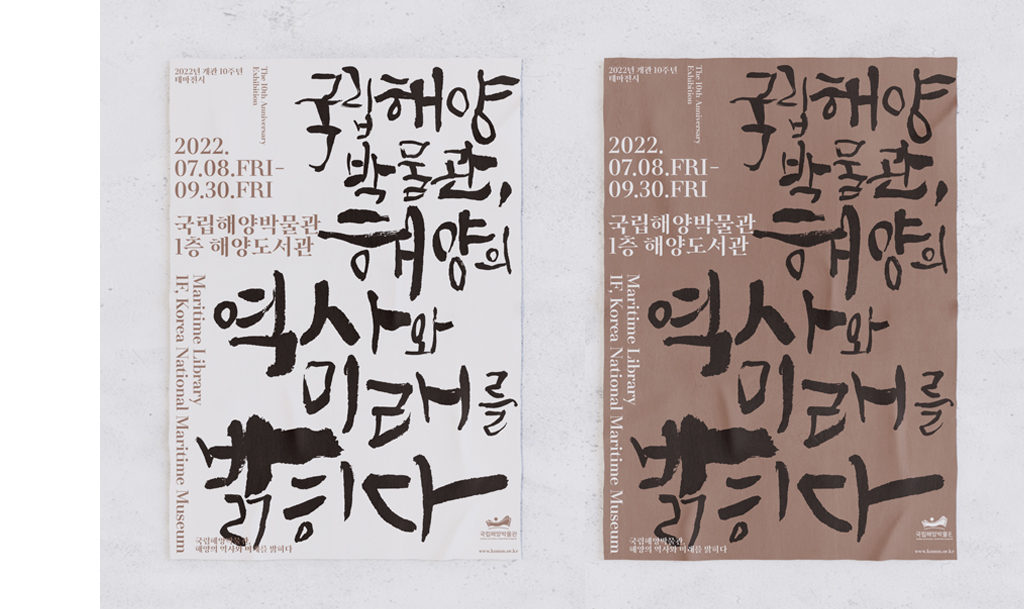 2022년 개관 10주년
테마전시
The 10th Anniversary
Exhibition
2022.
07.08.FRI–
09.30.FRI
국립해양박물관
1층 해양도서관
Maritime Library
1F. Korea National Maritime Museum
국립해양
박물관,
해양의
역사와
미래를
밝히다
국립해양박물관,
해양의 역사와 미래를 밝히다
국립해양박물관
2022년 개관 10주년
테마전시
The 10th Anniversary
Exhibition
2022.
07.08.FRI–
09.30.FRI
국립해양박물관
1층 해양도서관
Maritime Library
1F. Korea National Maritime Museum
국립해양
박물관,
해양의
역사와
미래를
밝히다
국립해양박물관,
해양의 역사와 미래를 밝히다
국립해양박물관